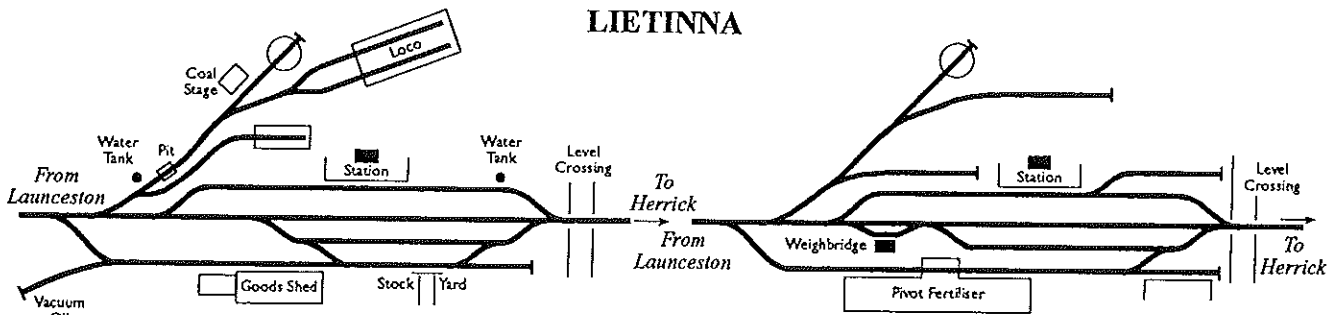 LIETINNA
Loco
Coal
Stage
Water
Tank
Pit
Station
Water
Tank
Level
Crossing
From
Launceston
To
Herrick
Goods Shed
Stock
Yard
Vacuum
Station
Level
Crossing
From
Launceston
Weighbridge
Pivot Fertiliser
To
Herrick